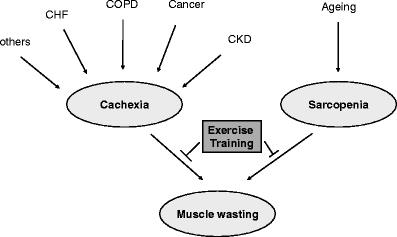 COPD
Cancer
Ageing
CHF
others
CKD
Cachexia
Sarcopenia
Exercise
Training
Muscle wasting